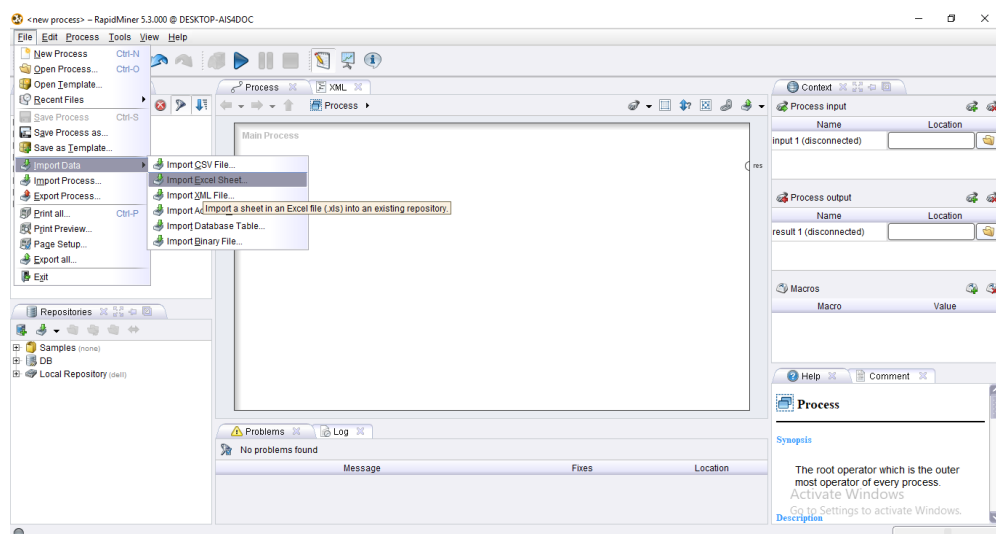 <new process> – RapidMiner 5.3.000 @ DESKTOP-AIS4DOC
File Edit Process Tools View Help
New Process Ctrl-N
Open Process... Ctrl-O
Open Template...
Recent Files
Save Process Ctrl-S
Save Process as...
Save as Template...
Import Data
Import Process...
Export Process...
Print all... Ctrl-P
Print Preview...
Page Setup...
Export all...
Exit
Import CSV File...
Import Excel Sheet...
Import XML File...
Import
Import a sheet in an Excel file (.xls) into an existing repository.
Import Database Table...
Import Binary File...
Process
XML
Process
Main Process
res
Repositories
Samples (none)
DB
Local Repository (dell)
Problems
Log
No problems found
Message Fixes Location
Context
Process input
Name Location
input 1 (disconnected)
Process output
Name Location
result 1 (disconnected)
Macros
Macro Value
Help
Comment
Process
Synopsis
The root operator which is the outer
most operator of every process.
Activate Windows
Go to Settings to activate Windows.
Description